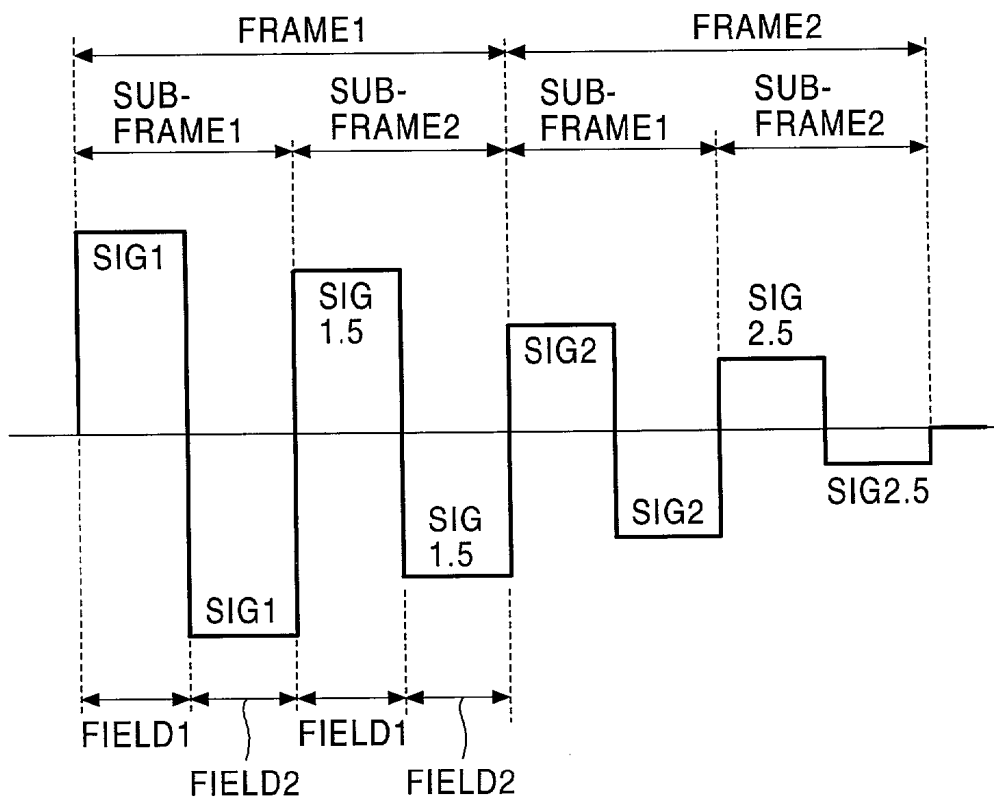 FRAME1
FRAME2
SUB-
FRAME1
SUB-
FRAME2
SUB-
FRAME1
SUB-
FRAME2
SIG1
SIG
1.5
SIG2
SIG
2.5
SIG1
SIG
1.5
SIG2
SIG2.5
FIELD1
FIELD2
FIELD1
FIELD2